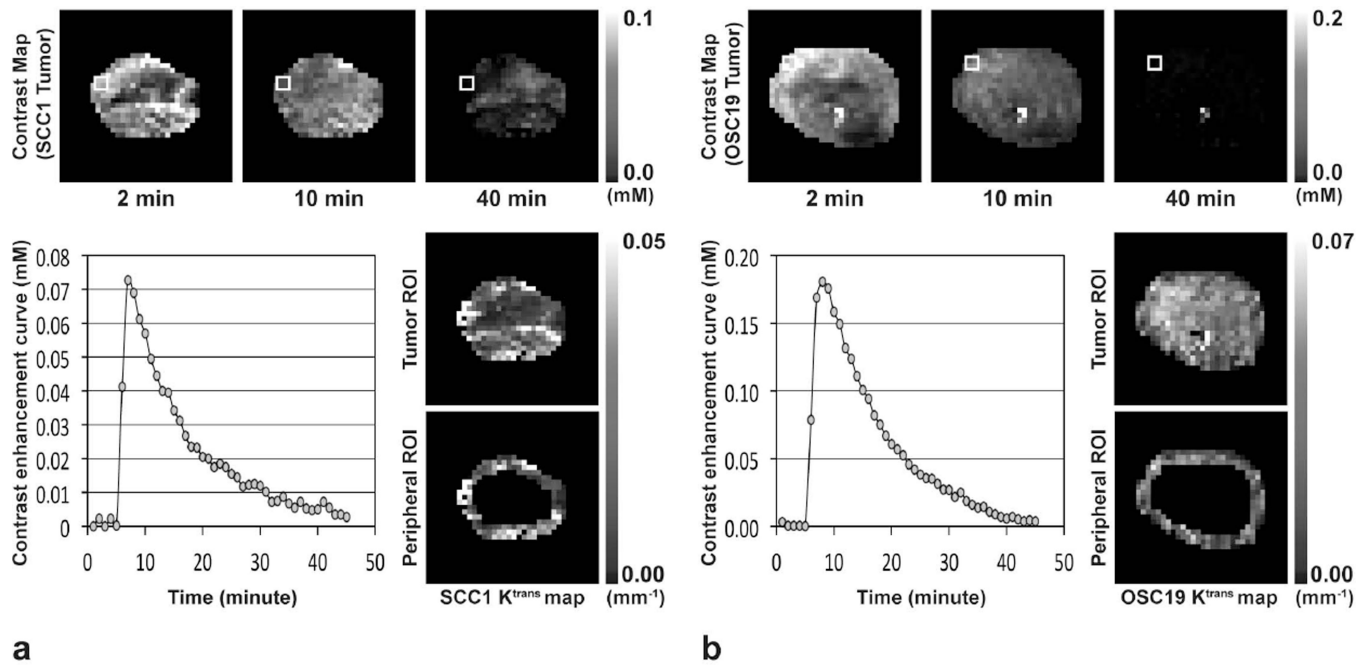 Contrast Map
(SCC1 Tumor)
2 min
10 min
40 min
0.1
0.0
(mM)
Contrast enhancement curve (mM)
0.08
0.07
0.06
0.05
0.04
0.03
0.02
0.01
0
0 10 20 30 40 50
Time (minute)
Tumor ROI
Peripheral ROI
0.05
0.00
SCC1 Ktrans map
(mm-1)
a
Contrast Map
(OSC19 Tumor)
2 min
10 min
40 min
0.2
0.0
(mM)
Contrast enhancement curve (mM)
0.20
0.15
0.10
0.05
0.00
0 10 20 30 40 50
Time (minute)
Tumor ROI
Peripheral ROI
0.07
0.00
OSC19 Ktrans map
(mm-1)
b